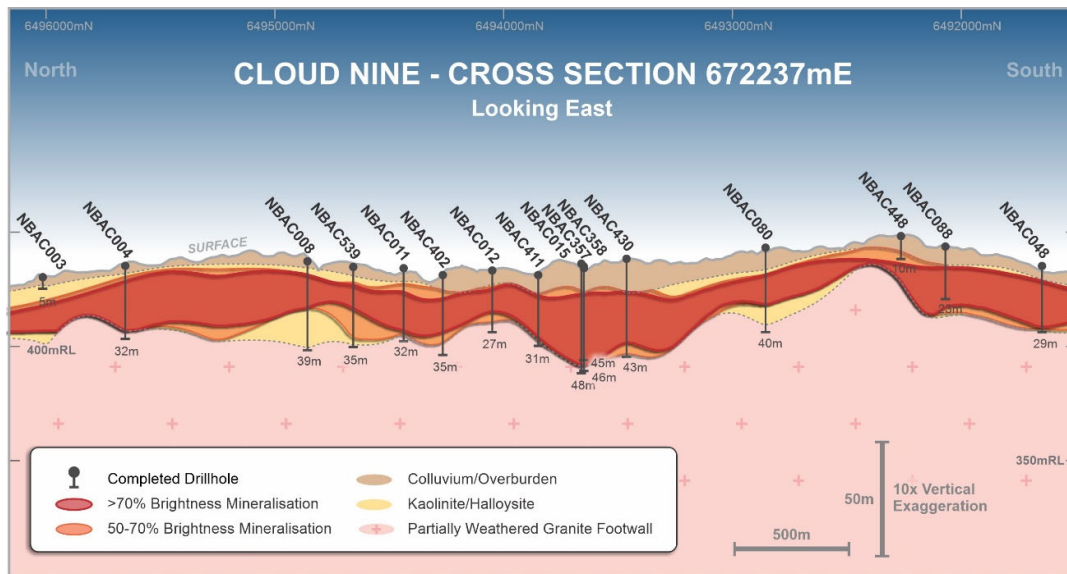 6496000mN 6495000mN 6494000mN 6493000mN 6492000mN
North South
CLOUD NINE - CROSS SECTION 672237mE
Looking East
NBAC003
NBAC004
SURFACE
NBAC008
NBAC539
NBAC011
NBAC402
NBAC012
NBAC411
NBAC015
NBAC357
NBAC358
NBAC430
NBAC080
NBAC448
NBAC088
NBAC048
5m
32m
39m
35m
32m
35m
27m
31m
48m
45m
46m
43m
40m
10m
23m
29m
400mRL
350mRL
Completed Drillhole
>70% Brightness Mineralisation
50-70% Brightness Mineralisation
Colluvium/Overburden
Kaolinite/Halloysite
Partially Weathered Granite Footwall
500m
50m
10x Vertical
Exaggeration